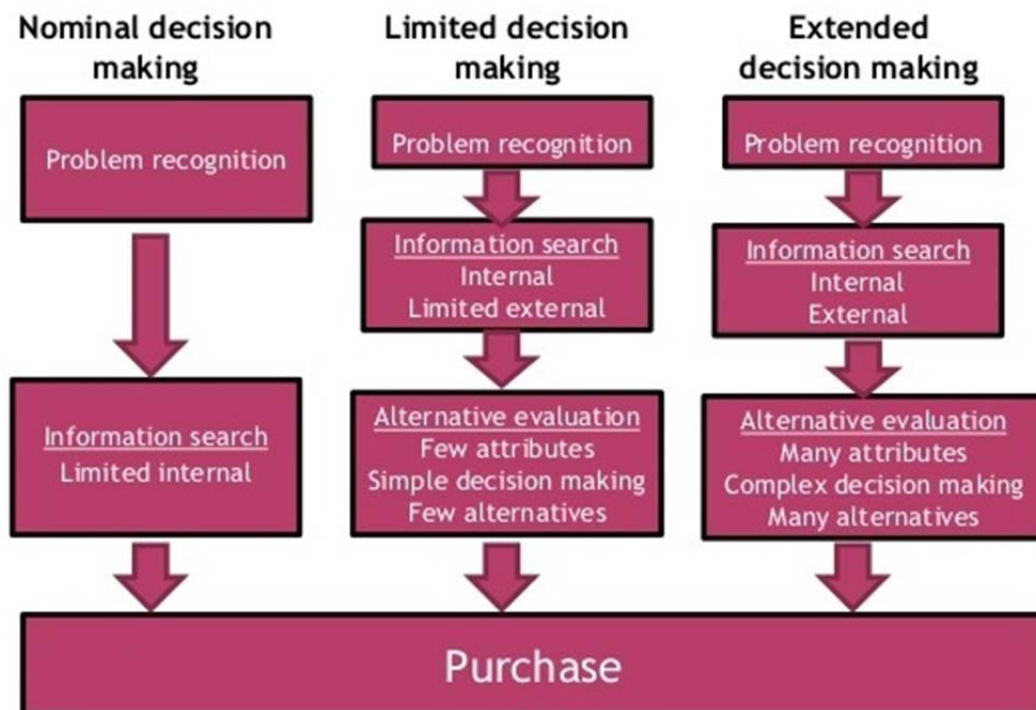 Nominal decision
making
Problem recognition
Information search
Limited internal
Limited decision
making
Problem recognition
Information search
Internal
Limited external
Alternative evaluation
Few attributes
Simple decision making
Few alternatives
Extended
decision making
Problem recognition
Information search
Internal
External
Alternative evaluation
Many attributes
Complex decision making
Many alternatives
Purchase